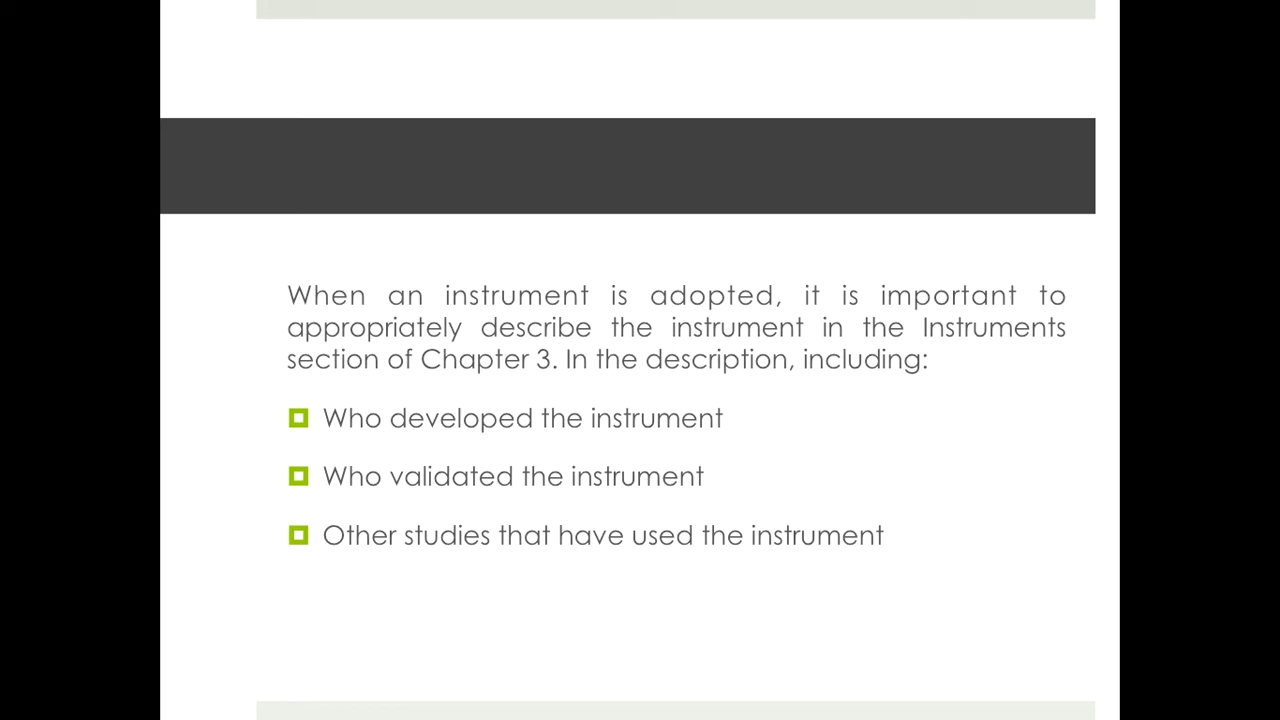 When an instrument is adopted, it is important to
appropriately describe the instrument in the Instruments
section of Chapter 3. In the description, including:
Who developed the instrument
Who validated the instrument
Other studies that have used the instrument